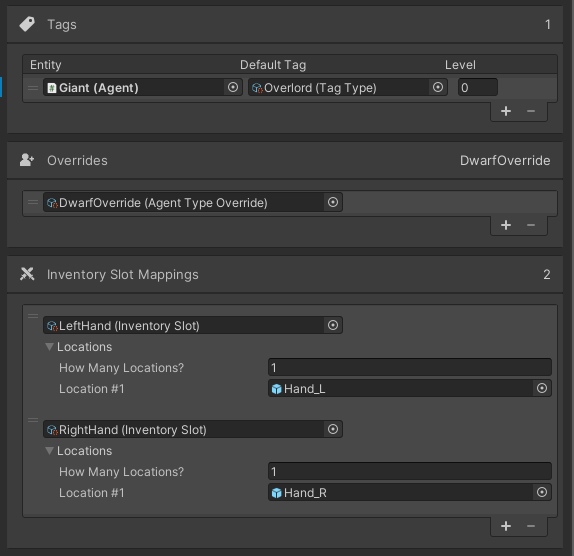 Tags 1
Entity Default Tag Level
Giant (Agent) Overlord (Tag Type) 0
+ −
Overrides DwarfOverride
DwarfOverride (Agent Type Override)
+ −
Inventory Slot Mappings 2
LeftHand (Inventory Slot)
Locations
How Many Locations? 1
Location #1 Hand_L
RightHand (Inventory Slot)
Locations
How Many Locations? 1
Location #1 Hand_R
+ −